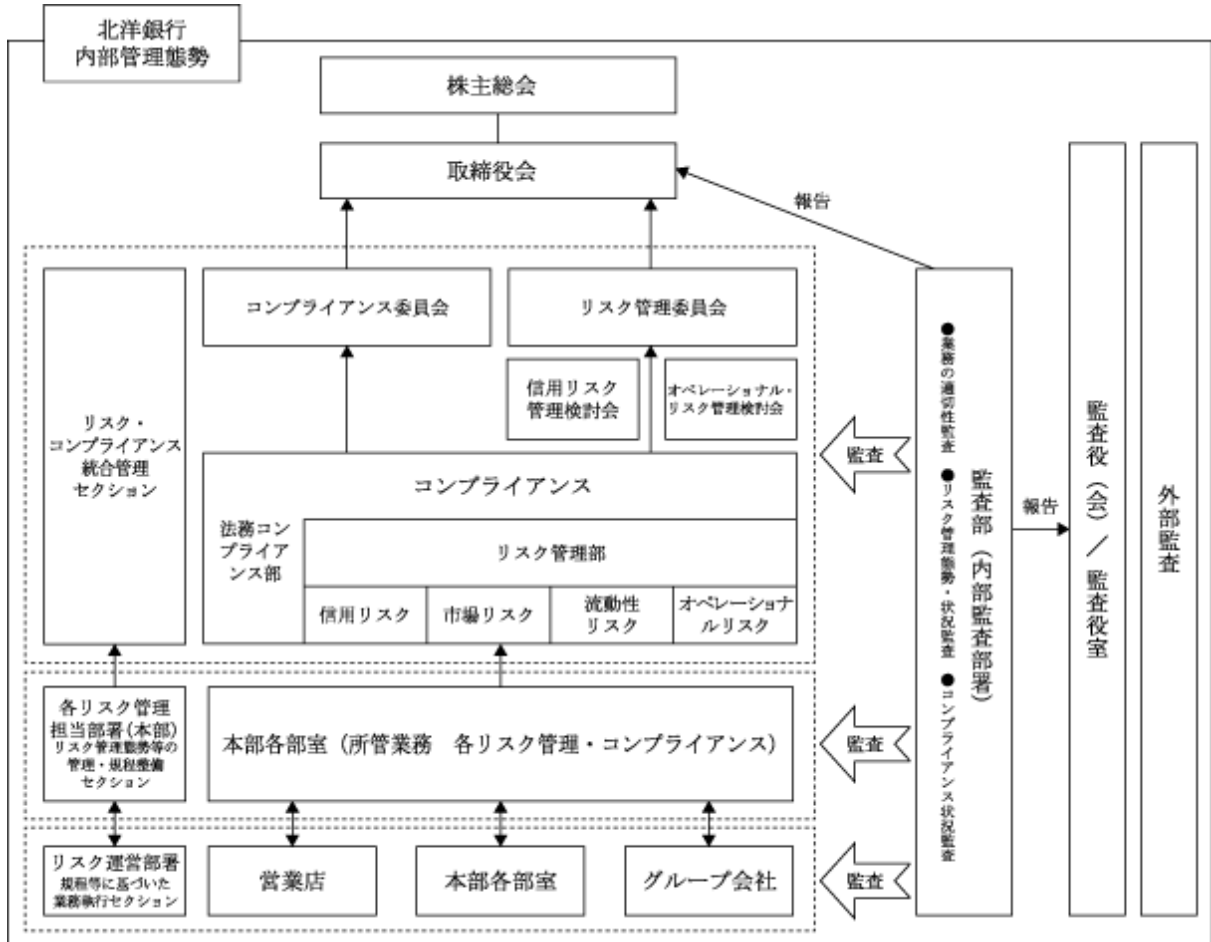 北洋銀行
内部管理態勢
株主総会
取締役会
報告
コンプライアンス委員会
リスク管理委員会
信用リスク
管理検討会
オペレーショナル・
リスク管理検討会
リスク・
コンプライアンス
統合管理
セクション
コンプライアンス
法務コン
プライア
ンス部
リスク管理部
信用リスク
市場リスク
流動性
リスク
オペレーショナ
ルリスク
監査
各リスク管理
担当部署(本部)
リスク管理態勢等の
管理・規程整備
セクション
本部各部室(所管業務 各リスク管理・コンプライアンス)
監査
リスク運営部署
規程等に基づいた
業務執行セクション
営業店
本部各部室
グループ会社
監査
監査部(内部監査部署)
●業務の適切性監査 ●リスク管理態勢・状況監査 ●コンプライアンス状況監査
報告
監査役(会)/監査役室
外部監査